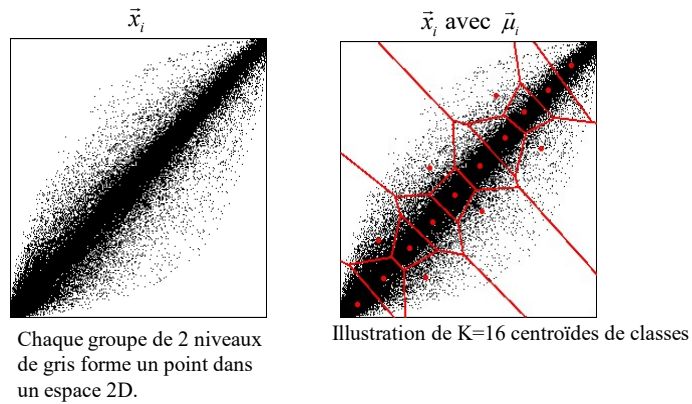 x⃗ᵢ
x⃗ᵢ avec μ⃗ᵢ
Chaque groupe de 2 niveaux
de gris forme un point dans
un espace 2D.
Illustration de K=16 centroïdes de classes